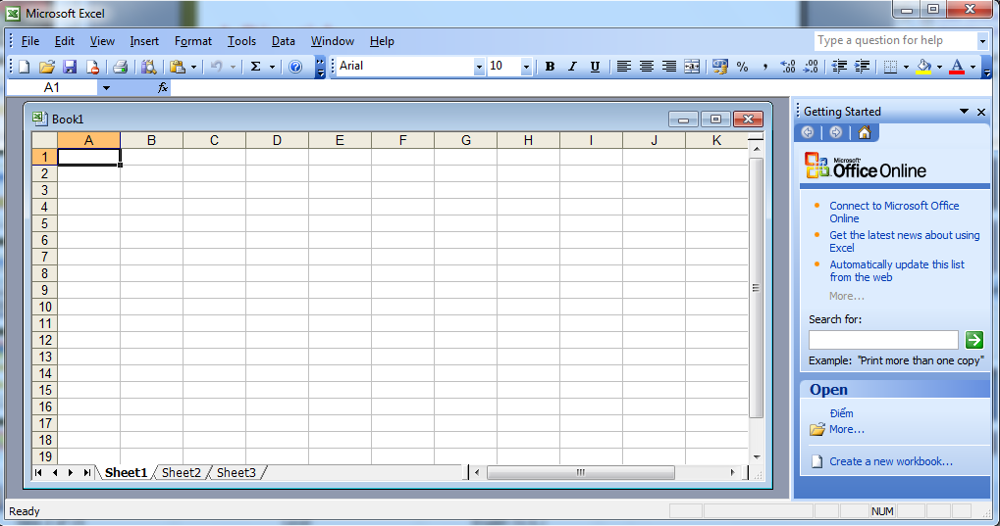 Microsoft Excel
File Edit View Insert Format Tools Data Window Help
Type a question for help
Arial 10 B I U % , .00 .00 A
A1 fx
Book1
A B C D E F G H I J K
1
2
3
4
5
6
7
8
9
10
11
12
13
14
15
16
17
18
19
Sheet1 Sheet2 Sheet3
Getting Started
Microsoft
Office Online
Connect to Microsoft Office
Online
Get the latest news about using
Excel
Automatically update this list
from the web
More...
Search for:
Example: "Print more than one copy"
Open
Điểm
More...
Create a new workbook...
Ready
NUM